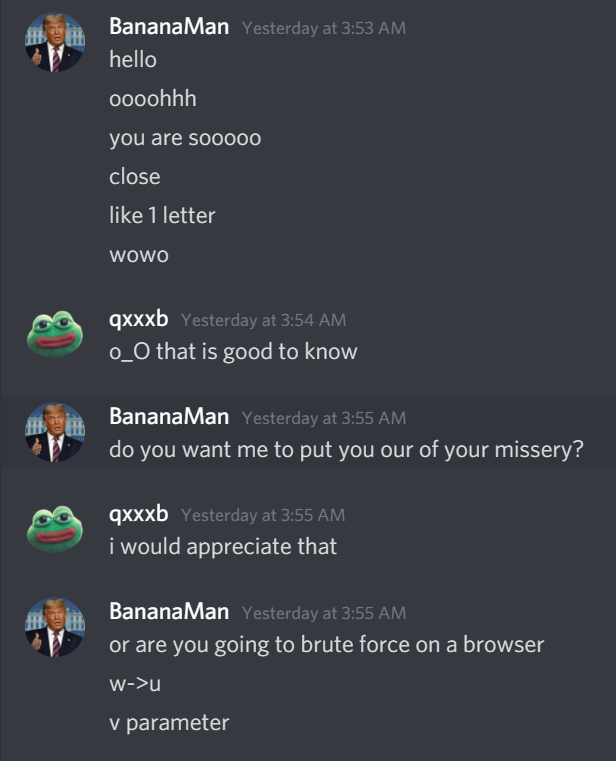 BananaMan Yesterday at 3:53 AM
hello
oooohhh
you are sooooo
close
like 1 letter
wowo
qxxxb Yesterday at 3:54 AM
o_O that is good to know
BananaMan Yesterday at 3:55 AM
do you want me to put you our of your missery?
qxxxb Yesterday at 3:55 AM
i would appreciate that
BananaMan Yesterday at 3:55 AM
or are you going to brute force on a browser
w->u
v parameter